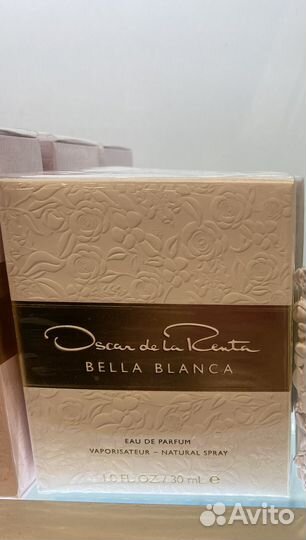 Oscar de la Renta
BELLA BLANCA
EAU DE PARFUM
VAPORISATEUR – NATURAL SPRAY
1.0 FL.OZ / 30 mL e
Avito